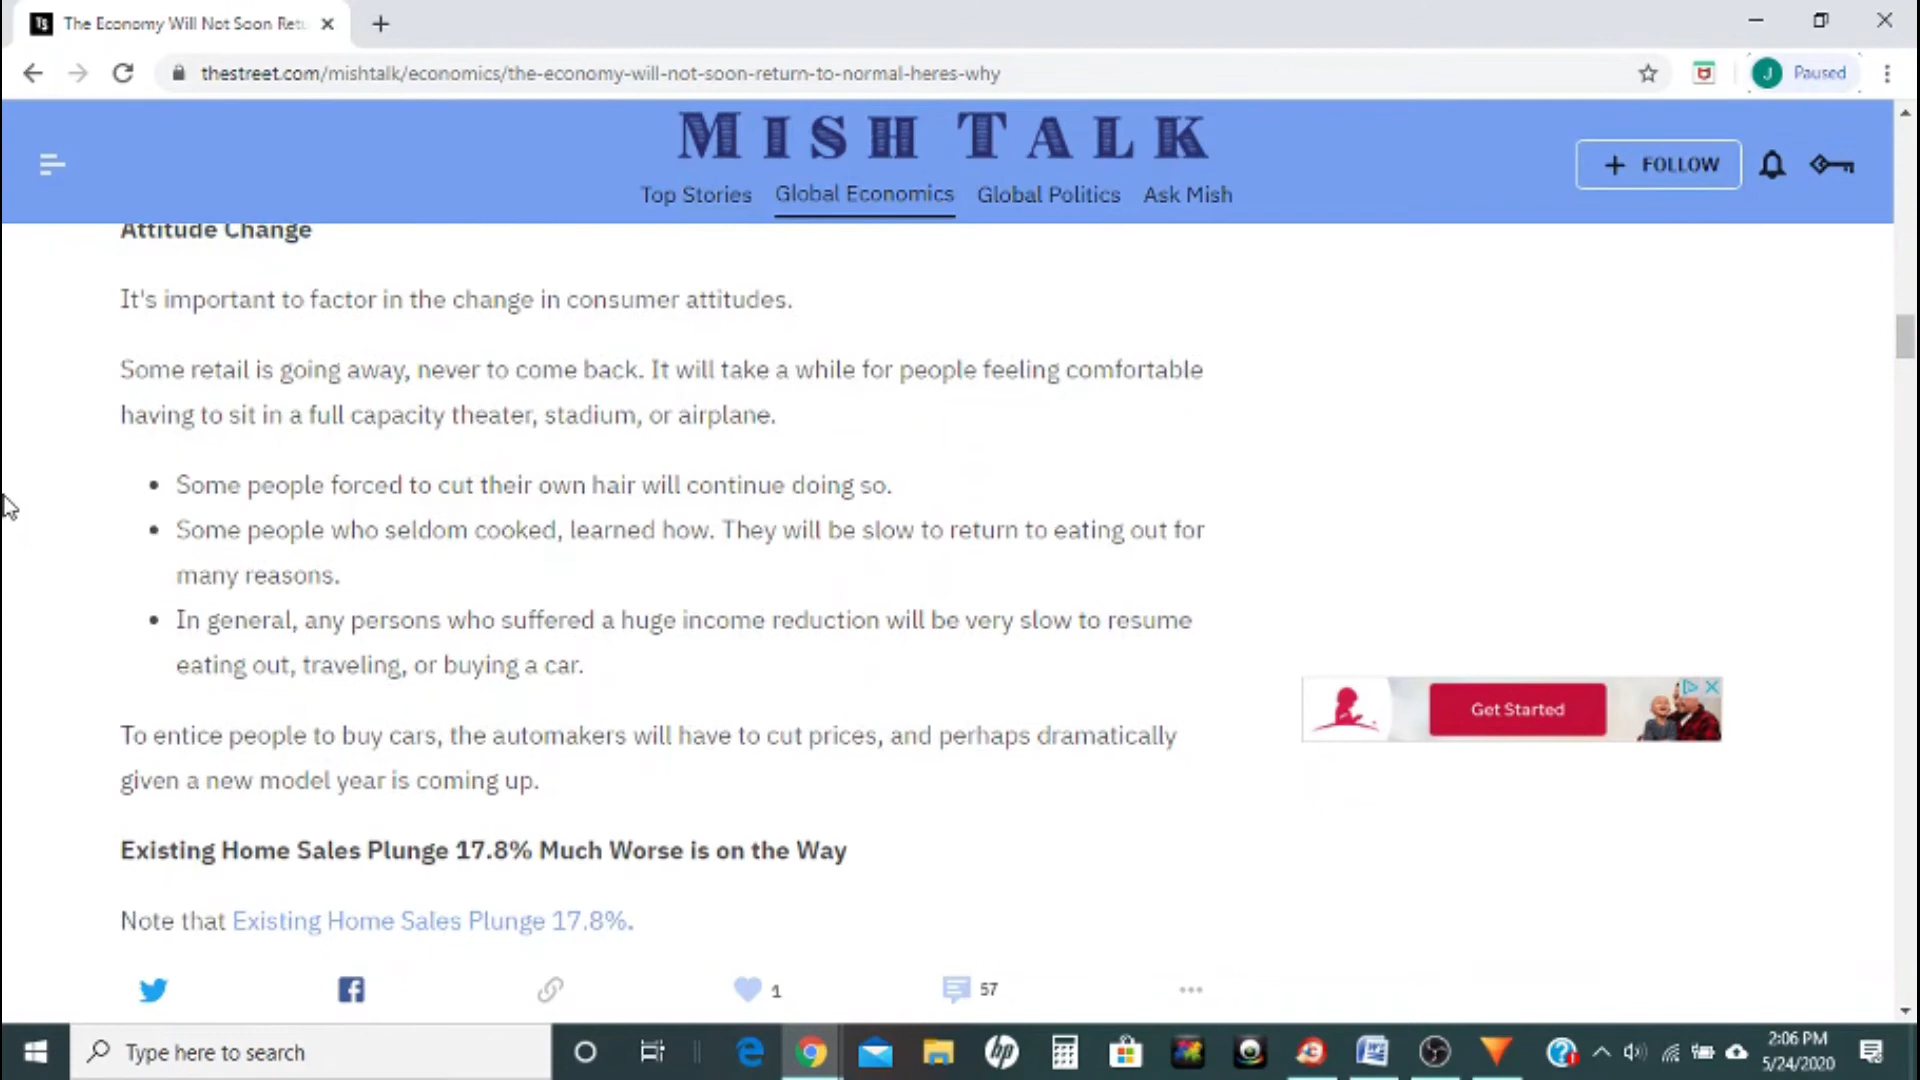 Ts The Economy Will Not Soon Retu
thestreet.com/mishtalk/economics/the-economy-will-not-soon-return-to-normal-heres-why
J Paused
MISH TALK
FOLLOW
Top Stories Global Economics Global Politics Ask Mish
Attitude Change
It's important to factor in the change in consumer attitudes.
Some retail is going away, never to come back. It will take a while for people feeling comfortable
having to sit in a full capacity theater, stadium, or airplane.
• Some people forced to cut their own hair will continue doing so.
• Some people who seldom cooked, learned how. They will be slow to return to eating out for
many reasons.
• In general, any persons who suffered a huge income reduction will be very slow to resume
eating out, traveling, or buying a car.
Get Started
To entice people to buy cars, the automakers will have to cut prices, and perhaps dramatically
given a new model year is coming up.
Existing Home Sales Plunge 17.8% Much Worse is on the Way
Note that Existing Home Sales Plunge 17.8%.
1
57
Type here to search
hp
2:06 PM
5/24/2020